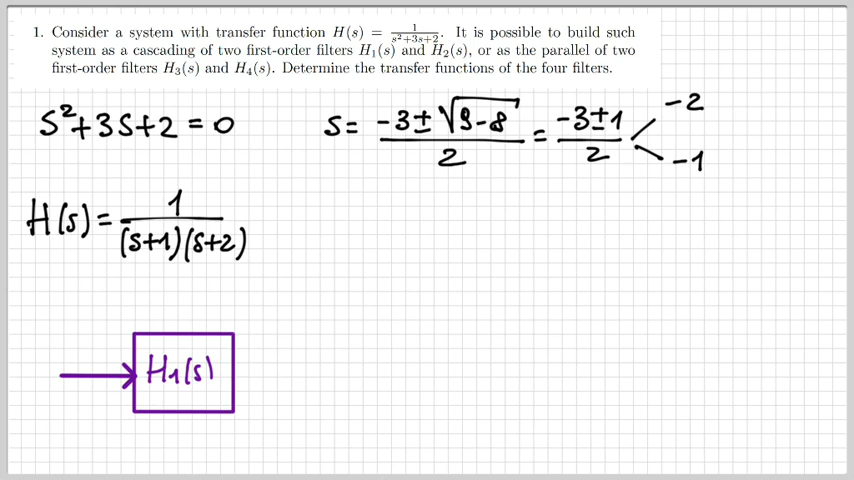 1. Consider a system with transfer function H(s) = 1/(s²+3s+2). It is possible to build such
system as a cascading of two first-order filters H₁(s) and H₂(s), or as the parallel of two
first-order filters H₃(s) and H₄(s). Determine the transfer functions of the four filters.
s²+3s+2=0   s= (-3±√(9-8))/2 = (-3±1)/2 -2 -1
H(s)= 1/((s+1)(s+2))
H₁(s)